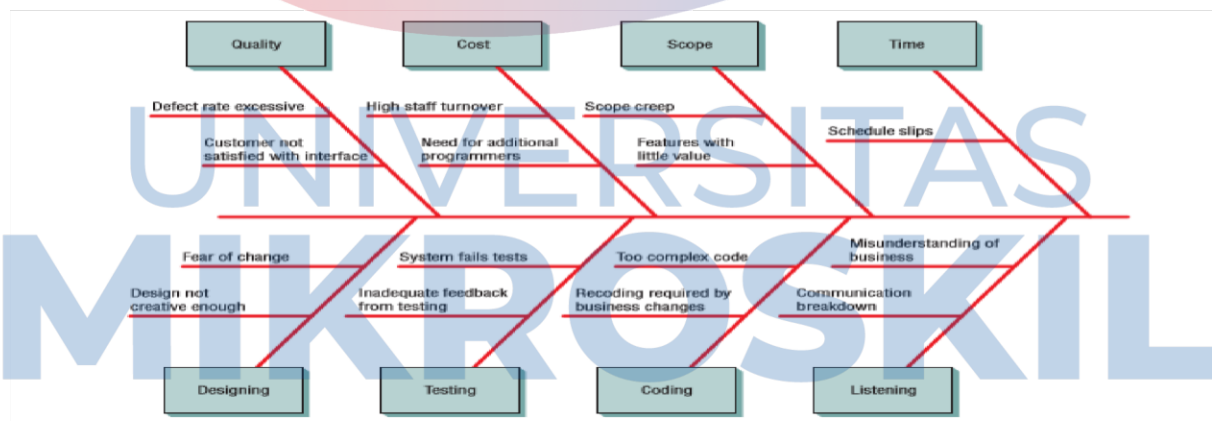 Quality
Cost
Scope
Time
Defect rate excessive
High staff turnover
Scope creep
Schedule slips
Customer not
satisfied with interface
Need for additional
programmers
Features with
little value
UNIVERSITAS
MIKROSKIL
Fear of change
System fails tests
Too complex code
Misunderstanding of
business
Design not
creative enough
Inadequate feedback
from testing
Recoding required by
business changes
Communication
breakdown
Designing
Testing
Coding
Listening